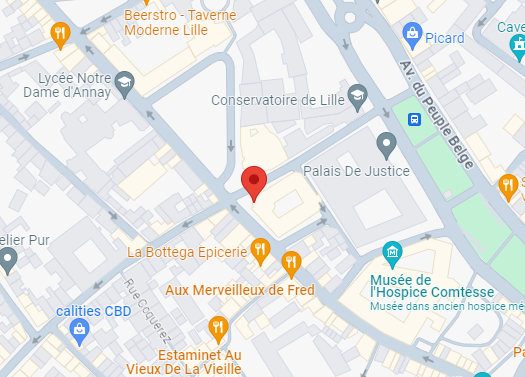 Beerstro - Taverne
Moderne Lille
Picard
Cave
Lycée Notre
Dame d'Annay
Conservatoire de Lille
Av. du Peuple Belge
Palais De Justice
S
V
elier Pur
La Bottega Epicerie
Aux Merveilleux de Fred
Musée de
l'Hospice Comtesse
Musée dans ancien hospice mé
calities CBD
Rue Coquerez
Estaminet Au
Vieux De La Vieille
Pa